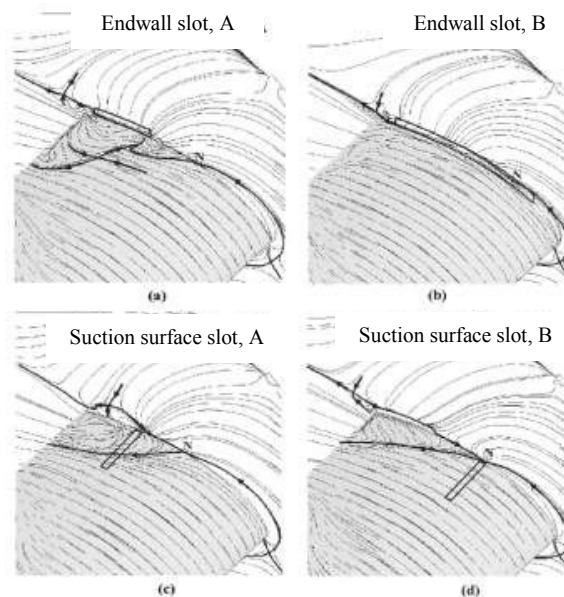 Endwall slot, A
Endwall slot, B
N
N
(a)
(b)
Suction surface slot, A
Suction surface slot, B
N
N
(c)
(d)